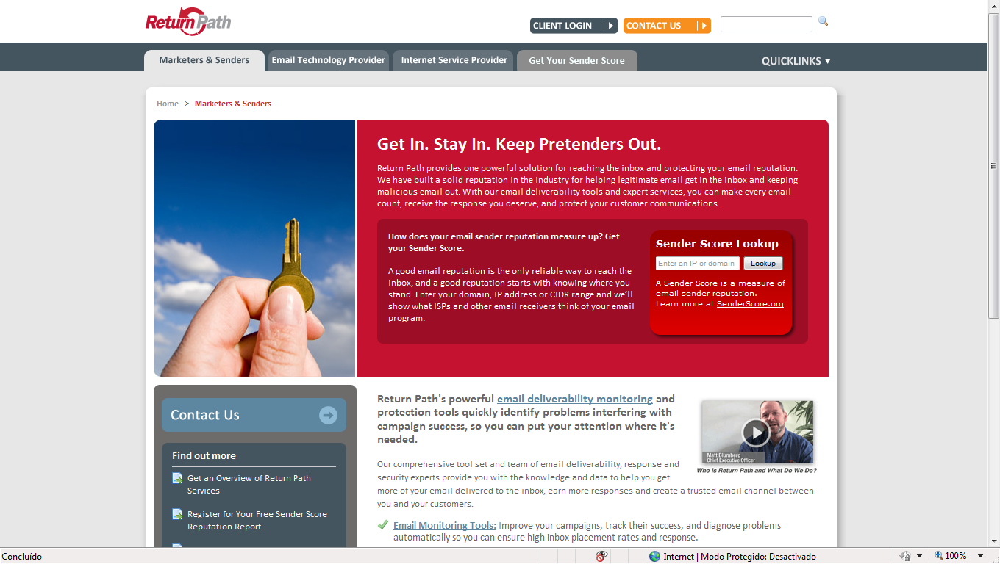 Return Path
CLIENT LOGIN
CONTACT US
Marketers & Senders
Email Technology Provider
Internet Service Provider
Get Your Sender Score
QUICKLINKS ▼
Home > Marketers & Senders
Get In. Stay In. Keep Pretenders Out.
Return Path provides one powerful solution for reaching the inbox and protecting your email reputation.
We have built a solid reputation in the industry for helping legitimate email get in the inbox and keeping
malicious email out. With our email deliverability tools and expert services, you can make every email
count, receive the response you deserve, and protect your customer communications.
How does your email sender reputation measure up? Get
your Sender Score.
A good email reputation is the only reliable way to reach the
inbox, and a good reputation starts with knowing where you
stand. Enter your domain, IP address or CIDR range and we'll
show what ISPs and other email receivers think of your email
program.
Sender Score Lookup
Enter an IP or domain
Lookup
A Sender Score is a measure of
email sender reputation.
Learn more at SenderScore.org
Contact Us
Find out more
Get an Overview of Return Path
Services
Register for Your Free Sender Score
Reputation Report
Return Path's powerful email deliverability monitoring and
protection tools quickly identify problems interfering with
campaign success, so you can put your attention where it's
needed.
Matt Blumberg
Chief Executive Officer
Who Is Return Path and What Do We Do?
Our comprehensive tool set and team of email deliverability, response and
security experts provide you with the knowledge and data to help you get
more of your email delivered to the inbox, earn more responses and create a trusted email channel between
you and your customers.
Email Monitoring Tools: Improve your campaigns, track their success, and diagnose problems
automatically so you can ensure high inbox placement rates and response.
Concluído
Internet | Modo Protegido: Desactivado
100%